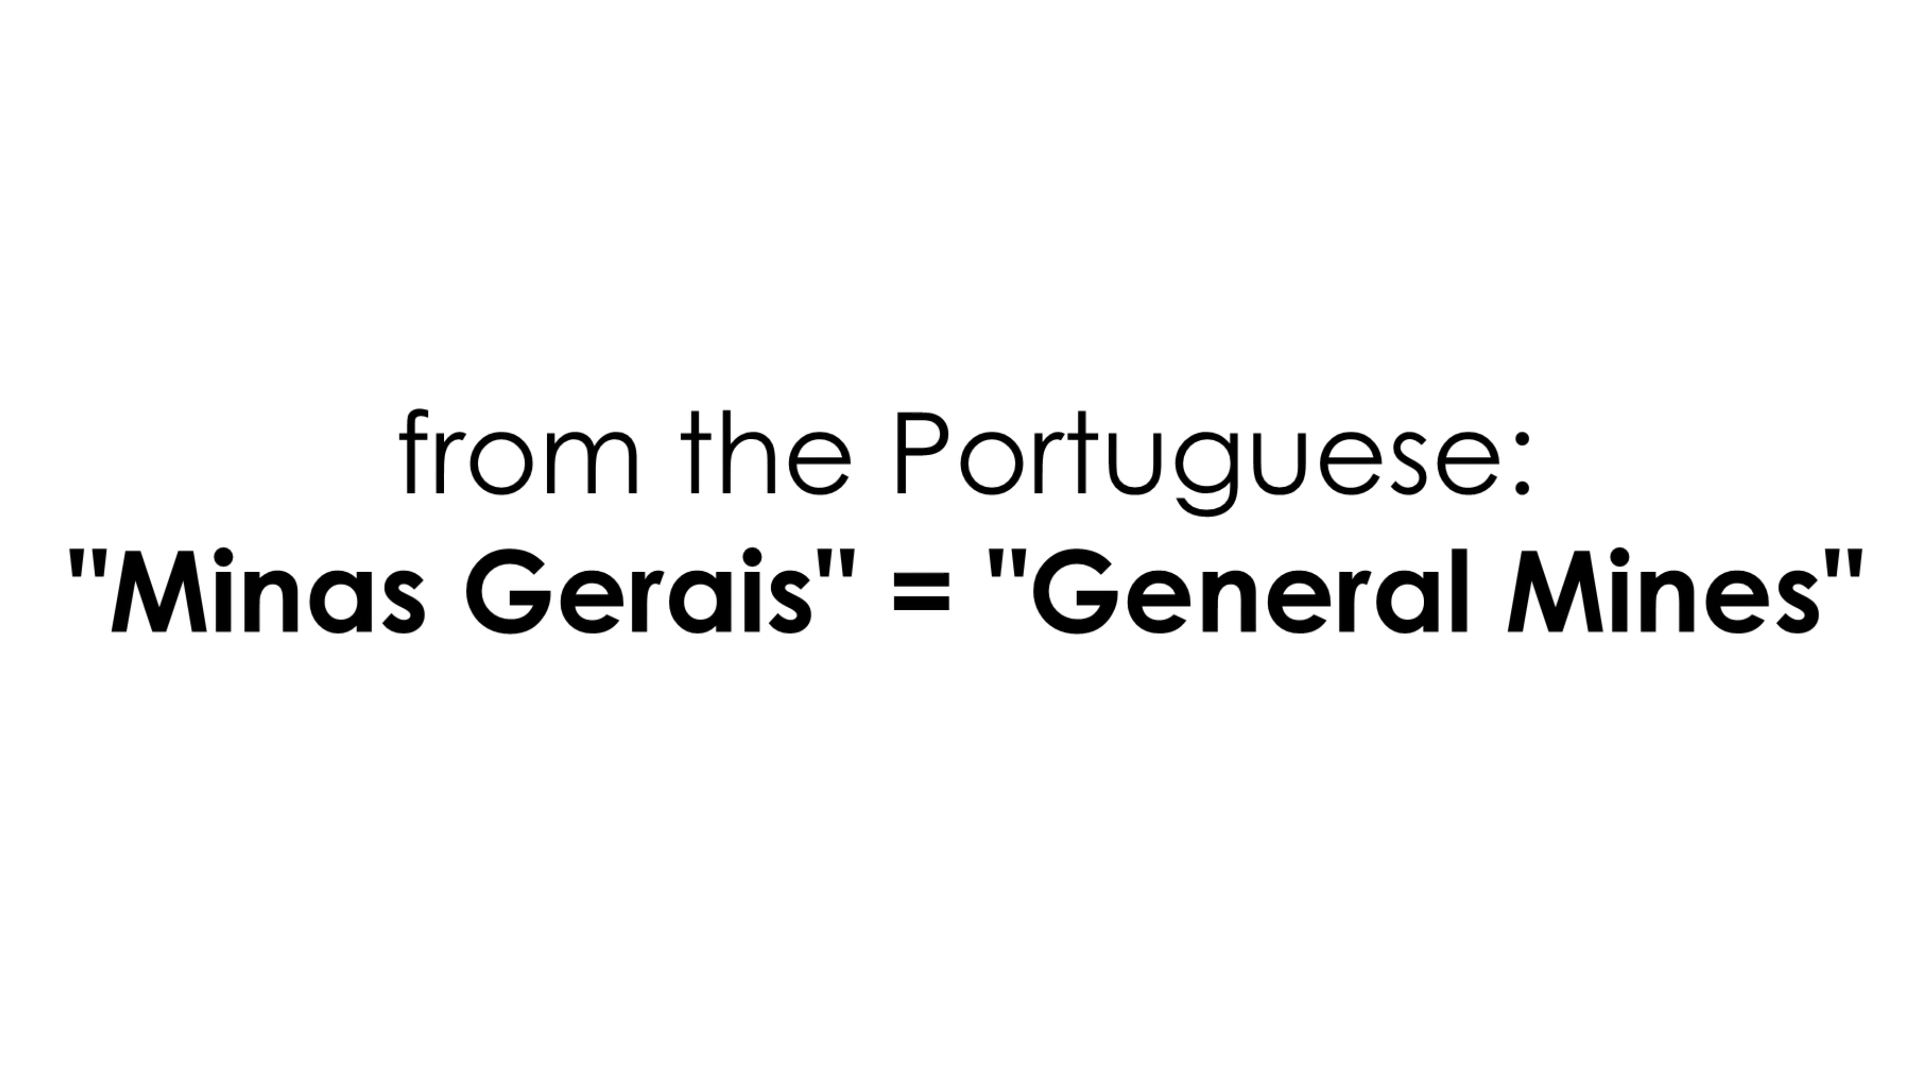 from the Portuguese:
"Minas Gerais" = "General Mines"